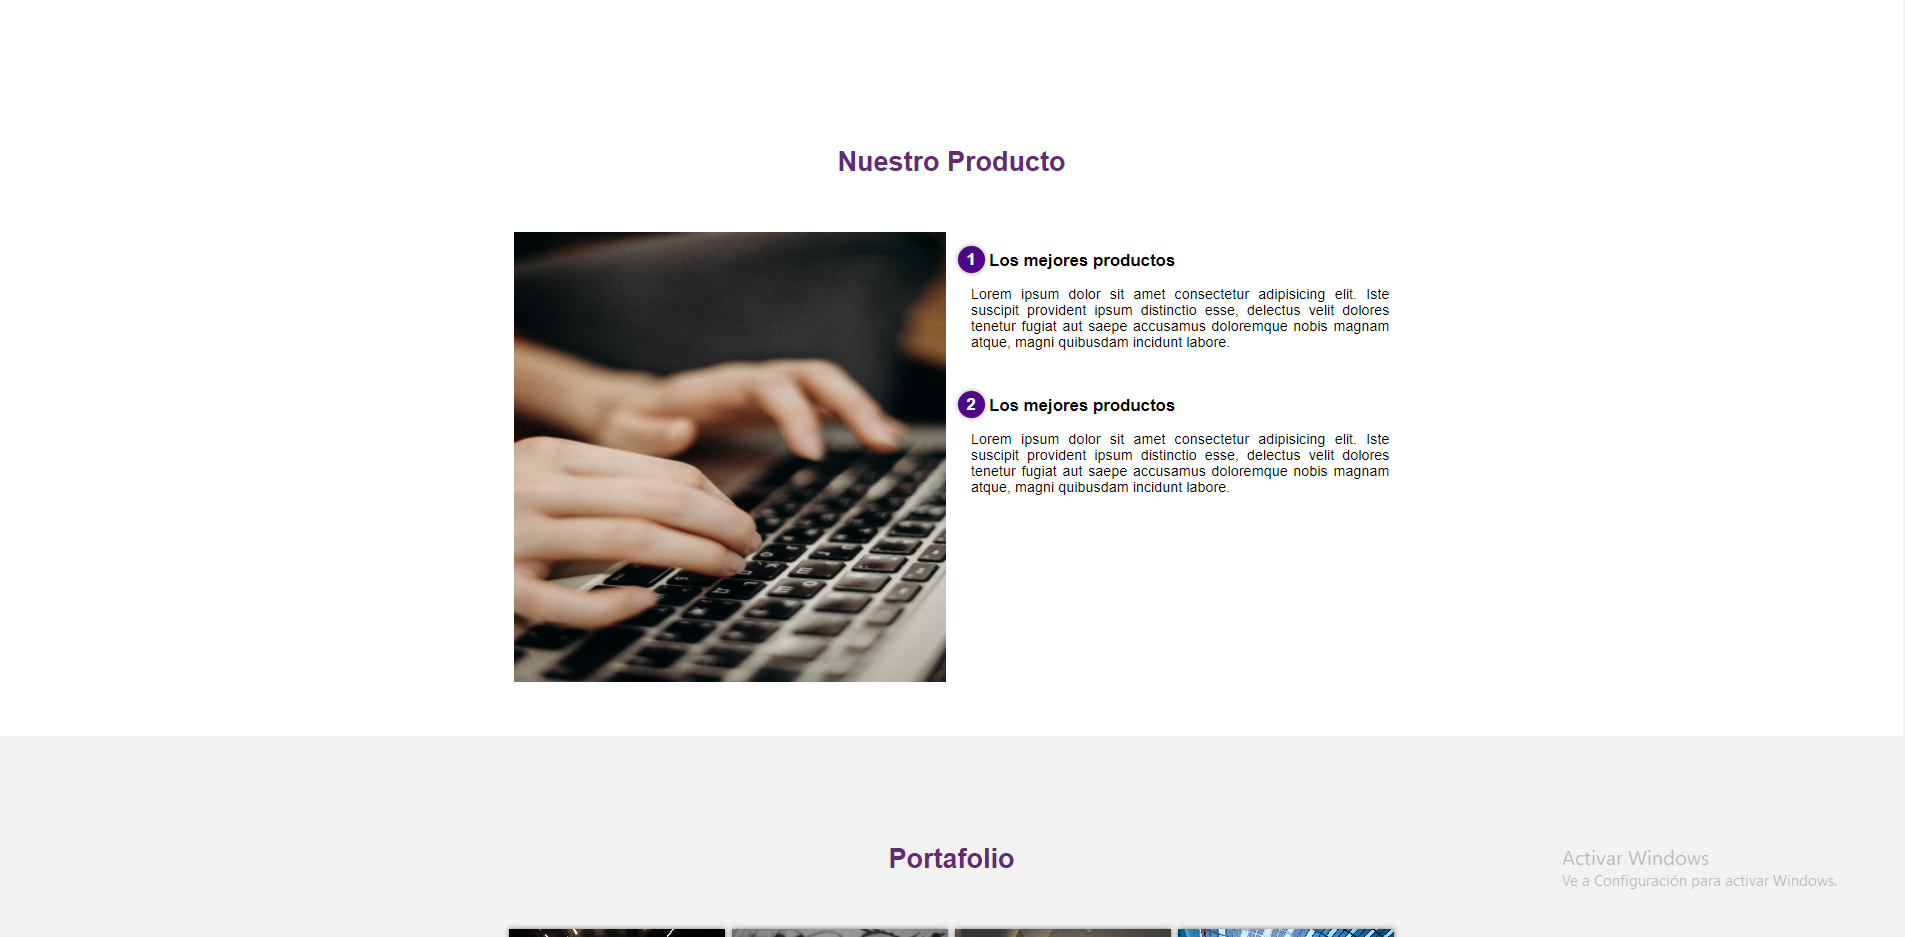 Nuestro Producto
1 Los mejores productos
Lorem ipsum dolor sit amet consectetur adipisicing elit. Iste
suscipit provident ipsum distinctio esse, delectus velit dolores
tenetur fugiat aut saepe accusamus doloremque nobis magnam
atque, magni quibusdam incidunt labore.
2 Los mejores productos
Lorem ipsum dolor sit amet consectetur adipisicing elit. Iste
suscipit provident ipsum distinctio esse, delectus velit dolores
tenetur fugiat aut saepe accusamus doloremque nobis magnam
atque, magni quibusdam incidunt labore.
Portafolio
Activar Windows
Ve a Configuración para activar Windows.